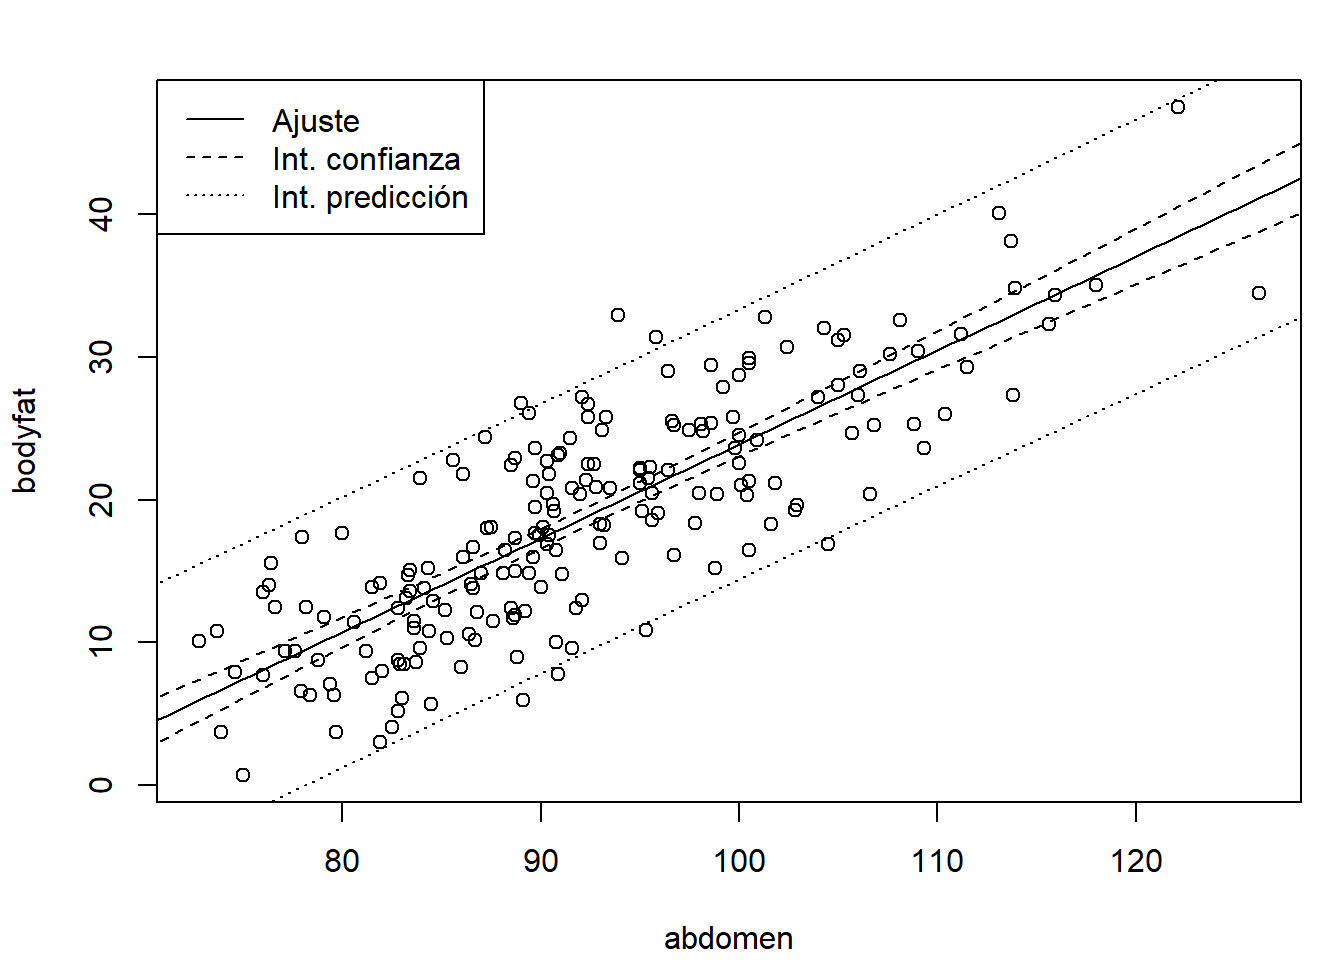 Ajuste
Int. confianza
Int. predicción
bodyfat
40
30
20
10
0
80 90 100 110 120
abdomen